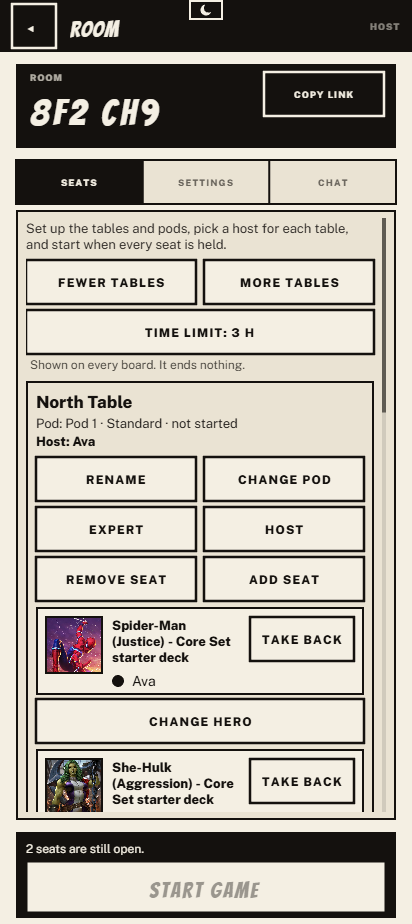 ROOM
HOST
ROOM
8F2 CH9
COPY LINK
SEATS
SETTINGS
CHAT
Set up the tables and pods, pick a host for each table,
and start when every seat is held.
FEWER TABLES
MORE TABLES
TIME LIMIT: 3 H
Shown on every board. It ends nothing.
North Table
Pod: Pod 1 · Standard · not started
Host: Ava
RENAME
CHANGE POD
EXPERT
HOST
REMOVE SEAT
ADD SEAT
Spider-Man
(Justice) - Core Set
starter deck
TAKE BACK
Ava
CHANGE HERO
She-Hulk
(Aggression) - Core
Set starter deck
TAKE BACK
2 seats are still open.
START GAME